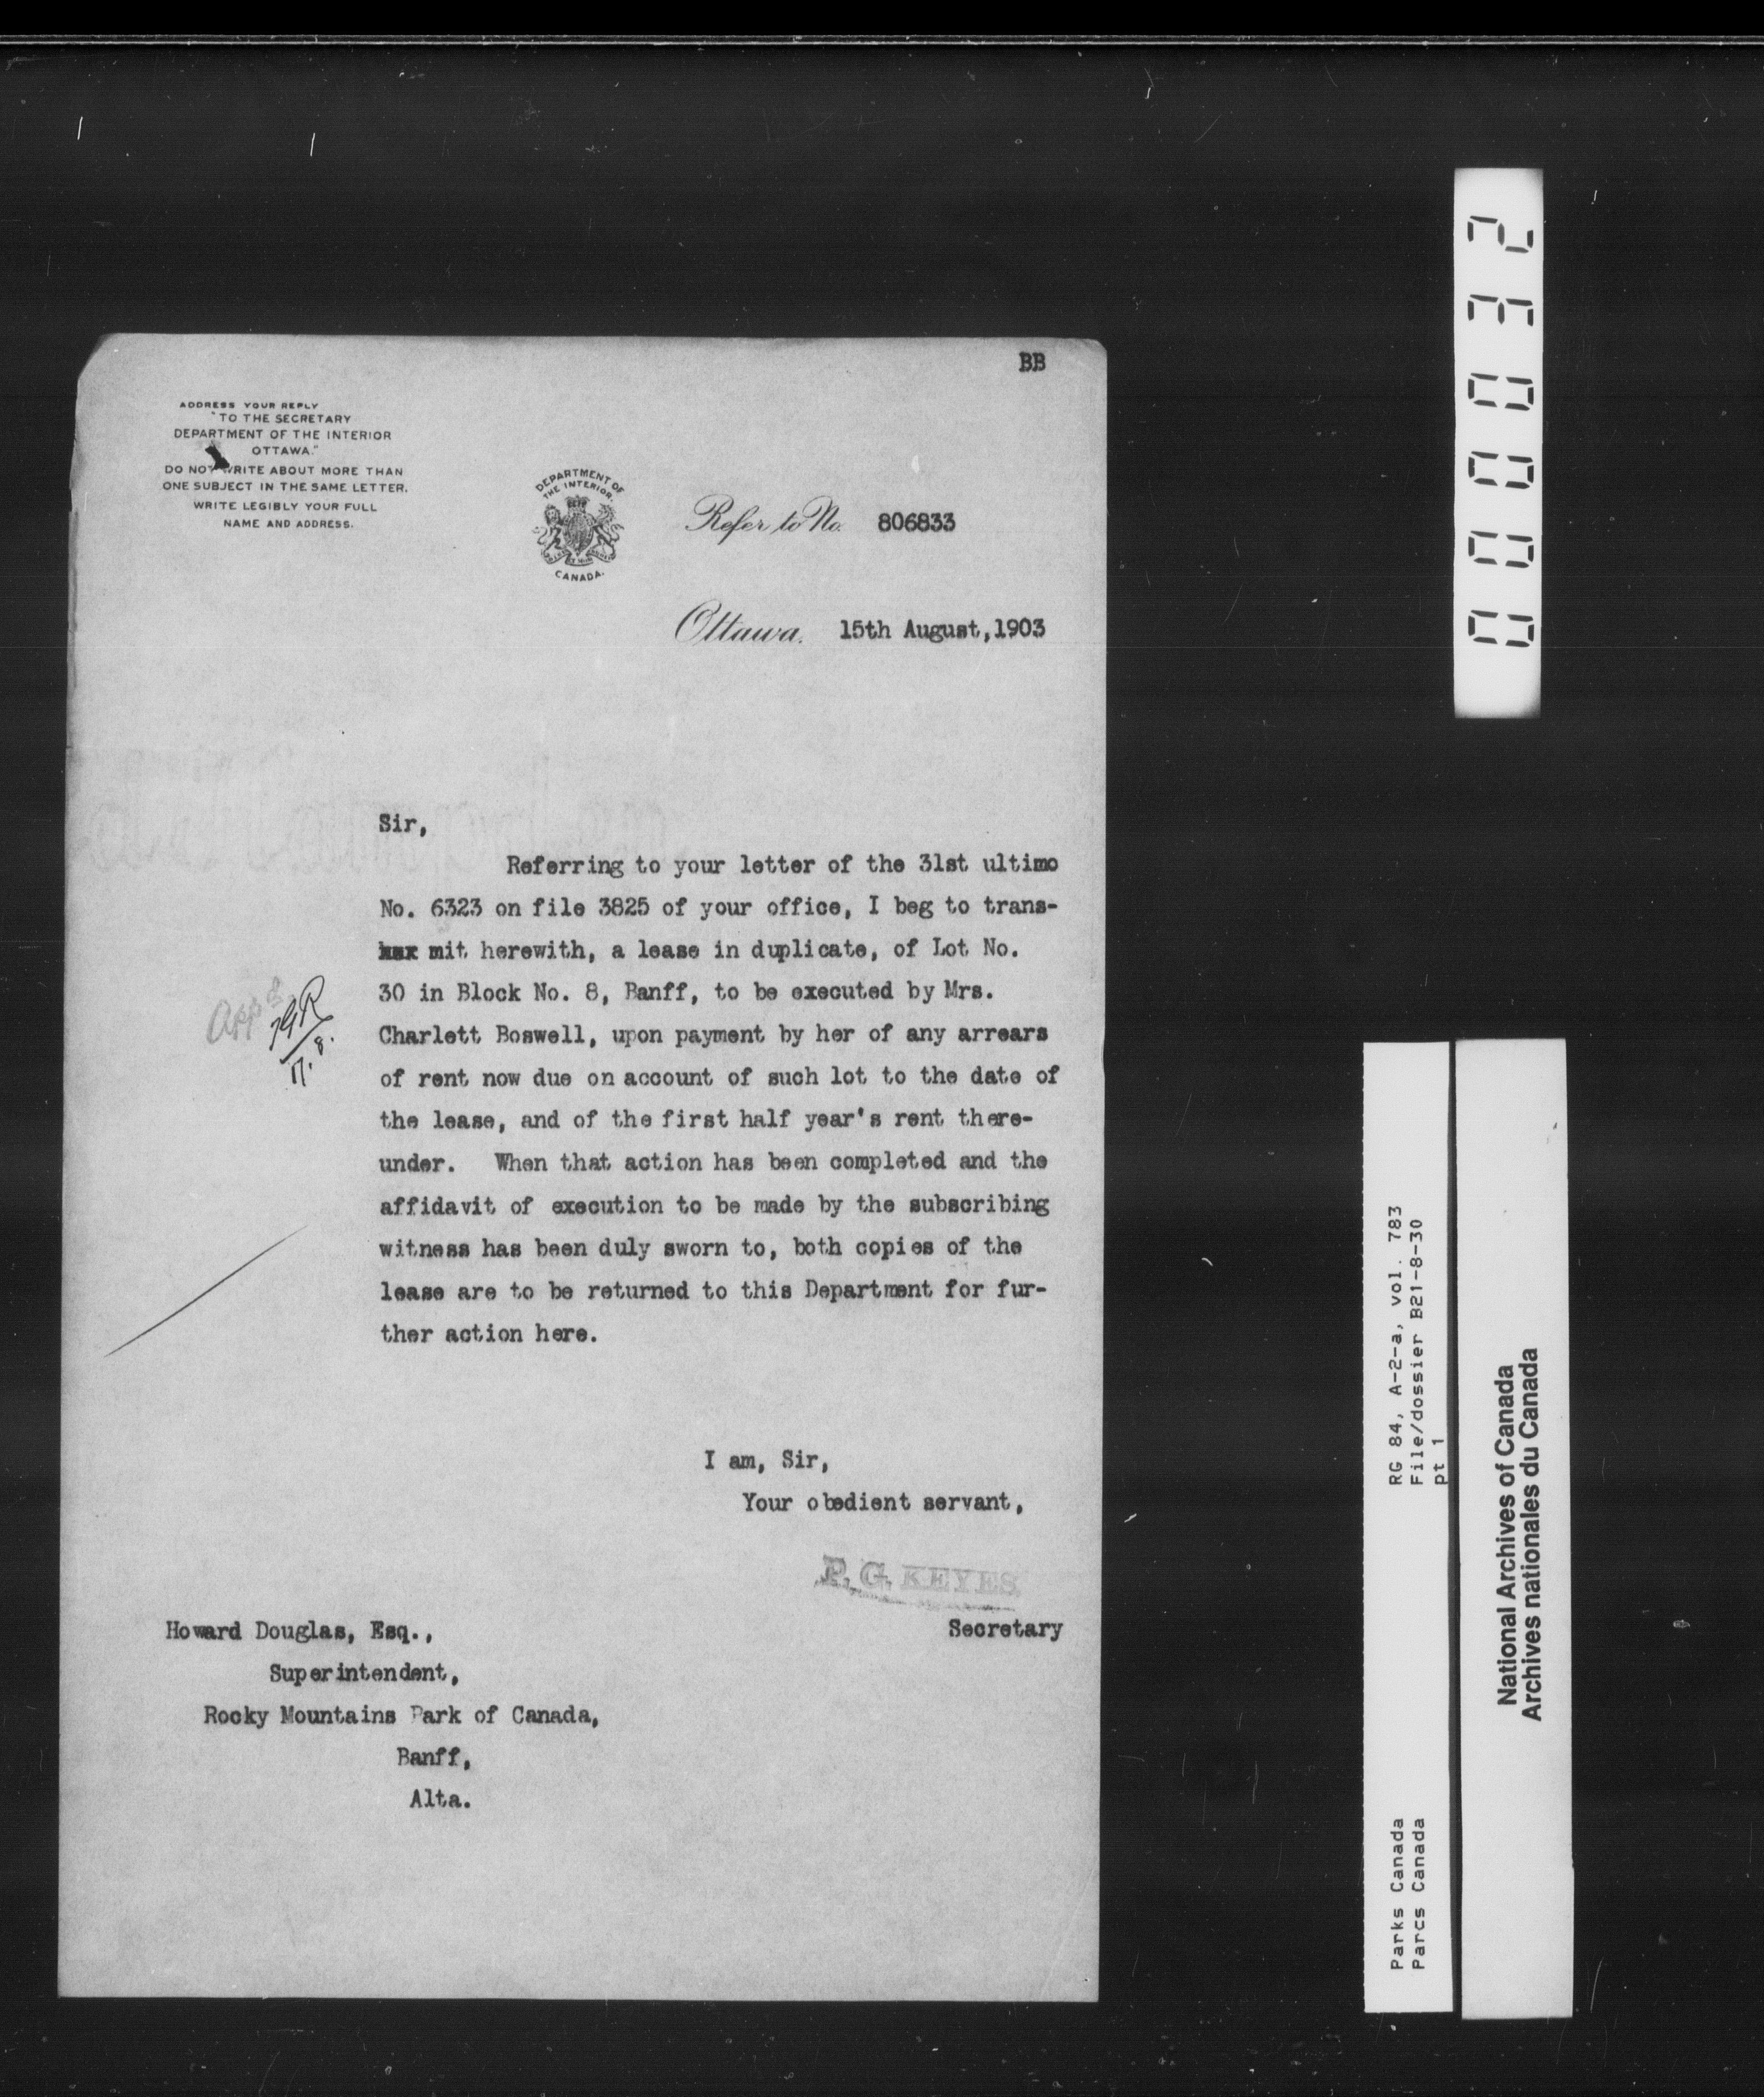 BB
ADDRESS YOUR REPLY
"TO THE SECRETARY
DEPARTMENT OF THE INTERIOR
OTTAWA."
DO NOT WRITE ABOUT MORE THAN
ONE SUBJECT IN THE SAME LETTER.
WRITE LEGIBLY YOUR FULL
NAME AND ADDRESS.
DEPARTMENT OF
THE INTERIOR.
CANADA.
Refer to No. 806833
Ottawa. 15th August, 1903
Sir,
Referring to your letter of the 31st ultimo
No. 6323 on file 3825 of your office, I beg to trans-
mit herewith, a lease in duplicate, of Lot No.
30 in Block No. 8, Banff, to be executed by Mrs.
Charlett Boswell, upon payment by her of any arrears
of rent now due on account of such lot to the date of
the lease, and of the first half year's rent there-
under. When that action has been completed and the
affidavit of execution to be made by the subscribing
witness has been duly sworn to, both copies of the
lease are to be returned to this Department for fur-
ther action here.
I am, Sir,
Your obedient servant,
P. G. KEYES
Secretary
Howard Douglas, Esq.,
Superintendent,
Rocky Mountains Park of Canada,
Banff,
Alta.
000032
RG 84, A-2-a, vol. 783
File/dossier B21-8-30
pt 1
Parks Canada
Parcs Canada
National Archives of Canada
Archives nationales du Canada